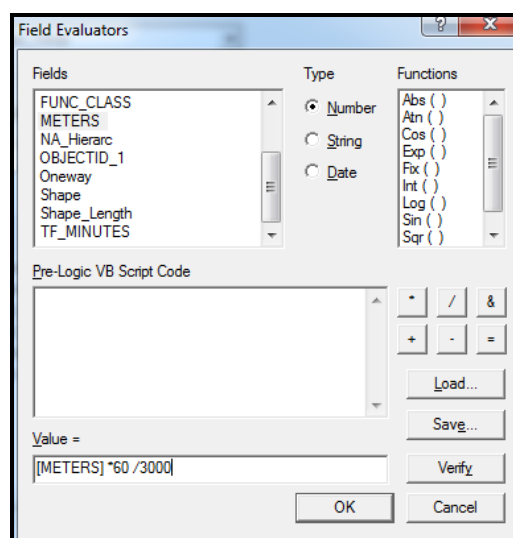 Field Evaluators
Fields
Type
Functions
FUNC_CLASS
METERS
NA_Hierarc
OBJECTID_1
Oneway
Shape
Shape_Length
TF_MINUTES
Number
String
Date
Abs ( )
Atn ( )
Cos ( )
Exp ( )
Fix ( )
Int ( )
Log ( )
Sin ( )
Sqr ( )
Pre-Logic VB Script Code
* / &
+ - =
Load...
Save...
Value =
[METERS] *60 /3000
Verify
OK
Cancel